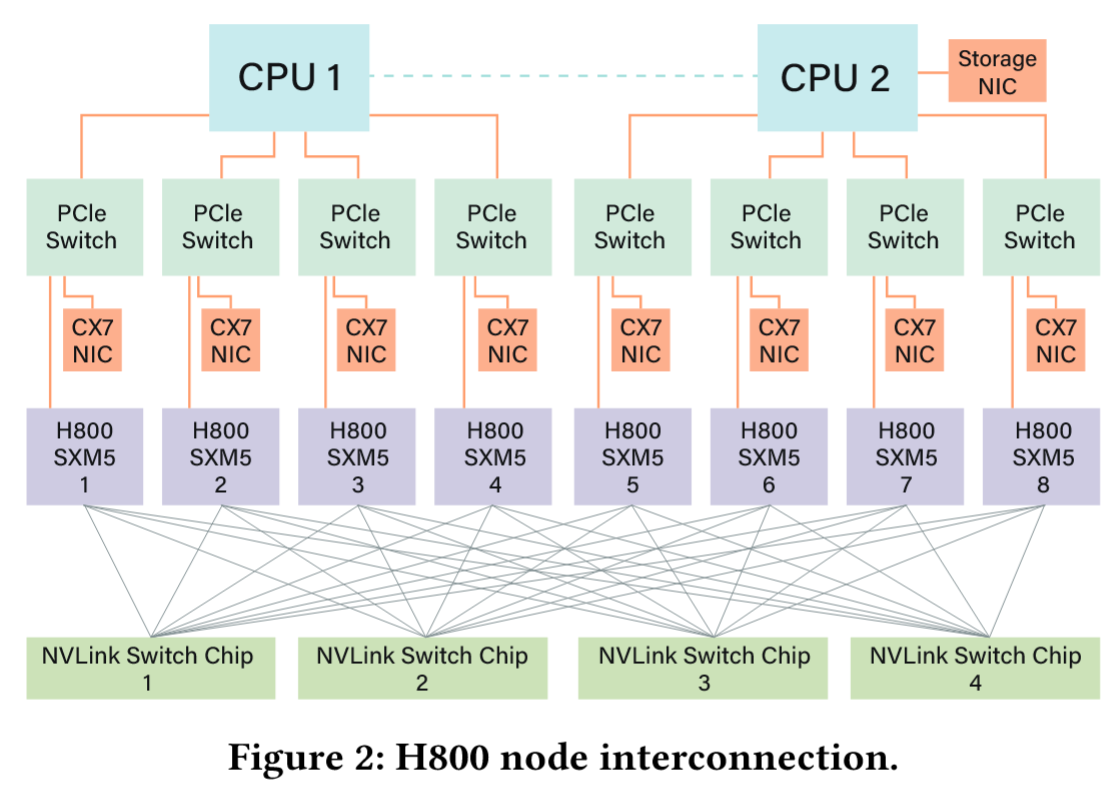 CPU 1
CPU 2
Storage
NIC
PCIe
Switch
PCIe
Switch
PCIe
Switch
PCIe
Switch
PCIe
Switch
PCIe
Switch
PCIe
Switch
PCIe
Switch
CX7
NIC
CX7
NIC
CX7
NIC
CX7
NIC
CX7
NIC
CX7
NIC
CX7
NIC
CX7
NIC
H800
SXM5
1
H800
SXM5
2
H800
SXM5
3
H800
SXM5
4
H800
SXM5
5
H800
SXM5
6
H800
SXM5
7
H800
SXM5
8
NVLink Switch Chip
1
NVLink Switch Chip
2
NVLink Switch Chip
3
NVLink Switch Chip
4
Figure 2: H800 node interconnection.